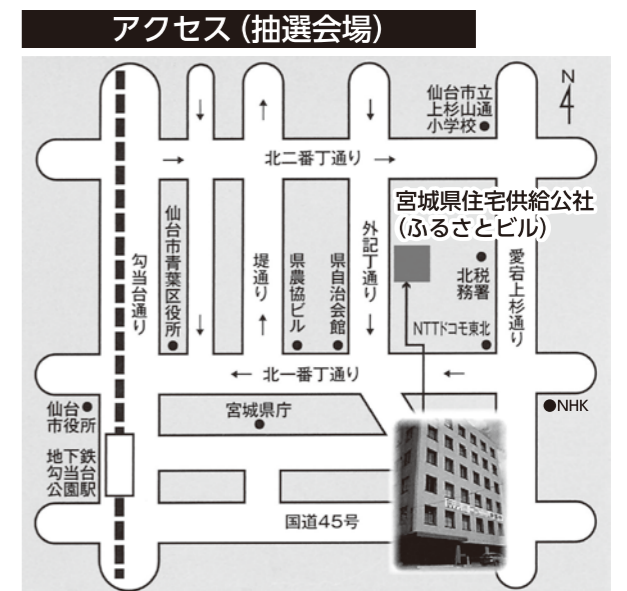 アクセス（抽選会場）
仙台市立
上杉山通
小学校●
N
北二番丁通り
宮城県住宅供給公社
（ふるさとビル）
仙台市青葉区役所
勾当台通り
堤通り
県農協ビル
県自治会館
外記丁通り
北税
務署
愛宕上杉通り
NTTドコモ東北
北一番丁通り
仙台●
市役所
宮城県庁
●NHK
地下鉄
勾当台
公園駅
国道45号